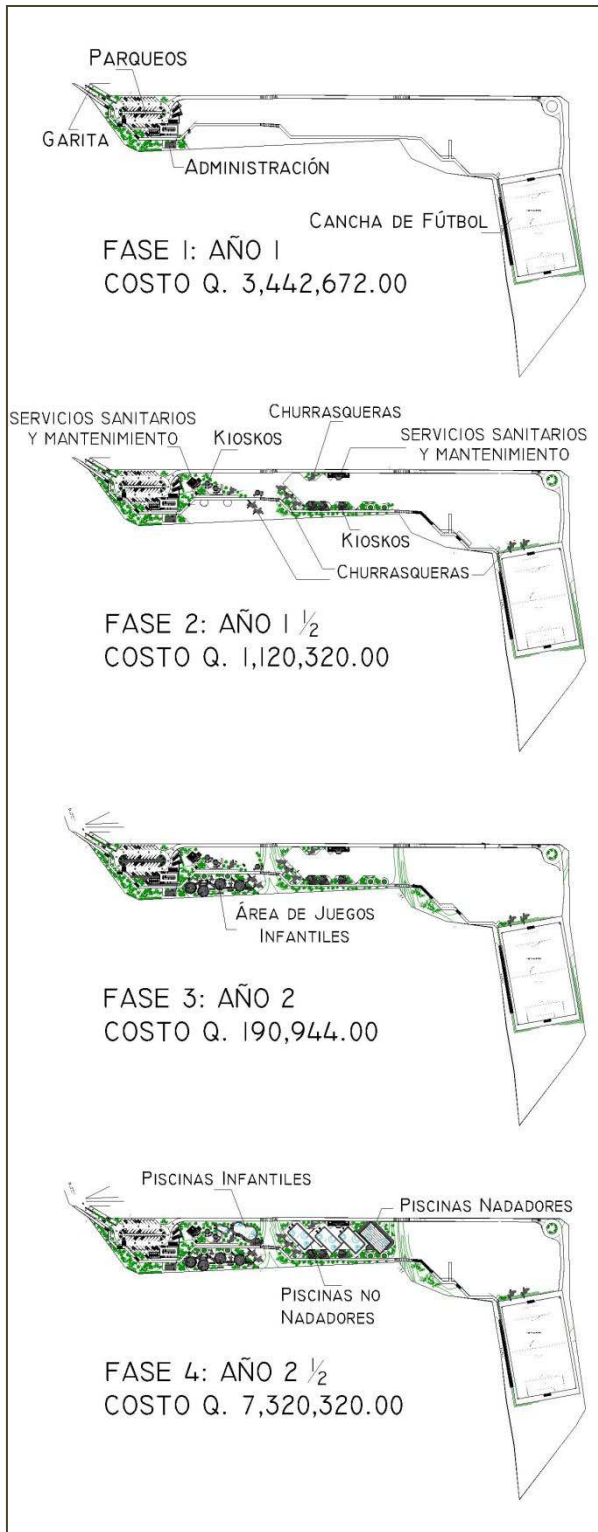 PARQUEOS
GARITA
ADMINISTRACIÓN
CANCHA DE FÚTBOL
FASE 1: AÑO 1
COSTO Q. 3,442,672.00
CHURRASQUERAS
SERVICIOS SANITARIOS
Y MANTENIMIENTO
KIOSKOS
SERVICIOS SANITARIOS
Y MANTENIMIENTO
KIOSKOS
CHURRASQUERAS
FASE 2: AÑO 1 ½
COSTO Q. 1,120,320.00
ÁREA DE JUEGOS
INFANTILES
FASE 3: AÑO 2
COSTO Q. 190,944.00
PISCINAS INFANTILES
PISCINAS NADADORES
PISCINAS NO
NADADORES
FASE 4: AÑO 2 ½
COSTO Q. 7,320,320.00